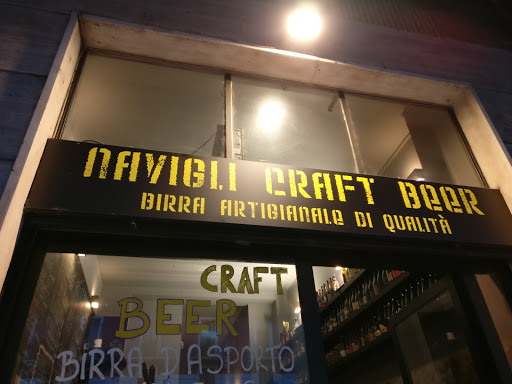 NAVIGLI CRAFT BEER
BIRRA ARTIGIANALE DI QUALITÀ
CRAFT
BEER
BIRRA D'ASPORTO